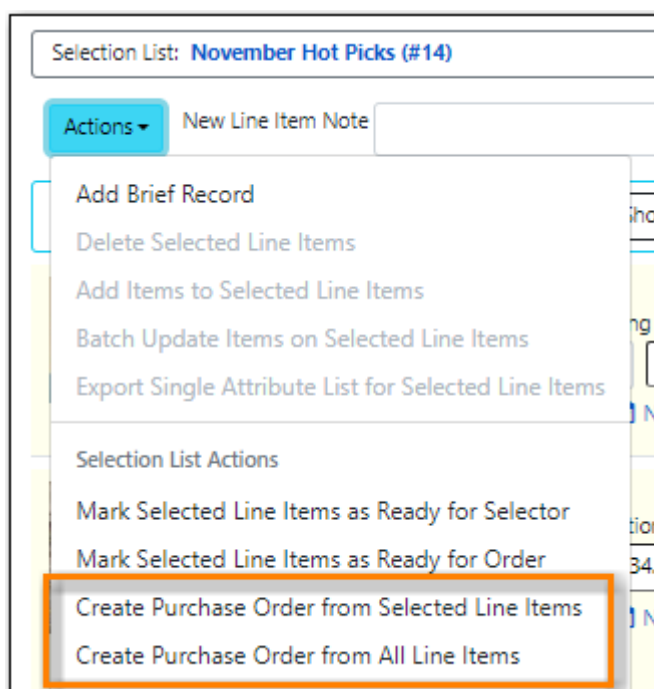 Selection List: November Hot Picks (#14)
Actions New Line Item Note
Add Brief Record
Delete Selected Line Items
Add Items to Selected Line Items
Batch Update Items on Selected Line Items
Export Single Attribute List for Selected Line Items
Selection List Actions
Mark Selected Line Items as Ready for Selector
Mark Selected Line Items as Ready for Order
Create Purchase Order from Selected Line Items
Create Purchase Order from All Line Items